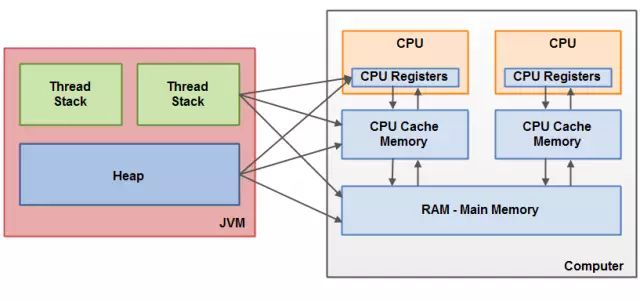 Thread
Stack
Thread
Stack
Heap
JVM
CPU
CPU Registers
CPU Cache
Memory
CPU
CPU Registers
CPU Cache
Memory
RAM - Main Memory
Computer